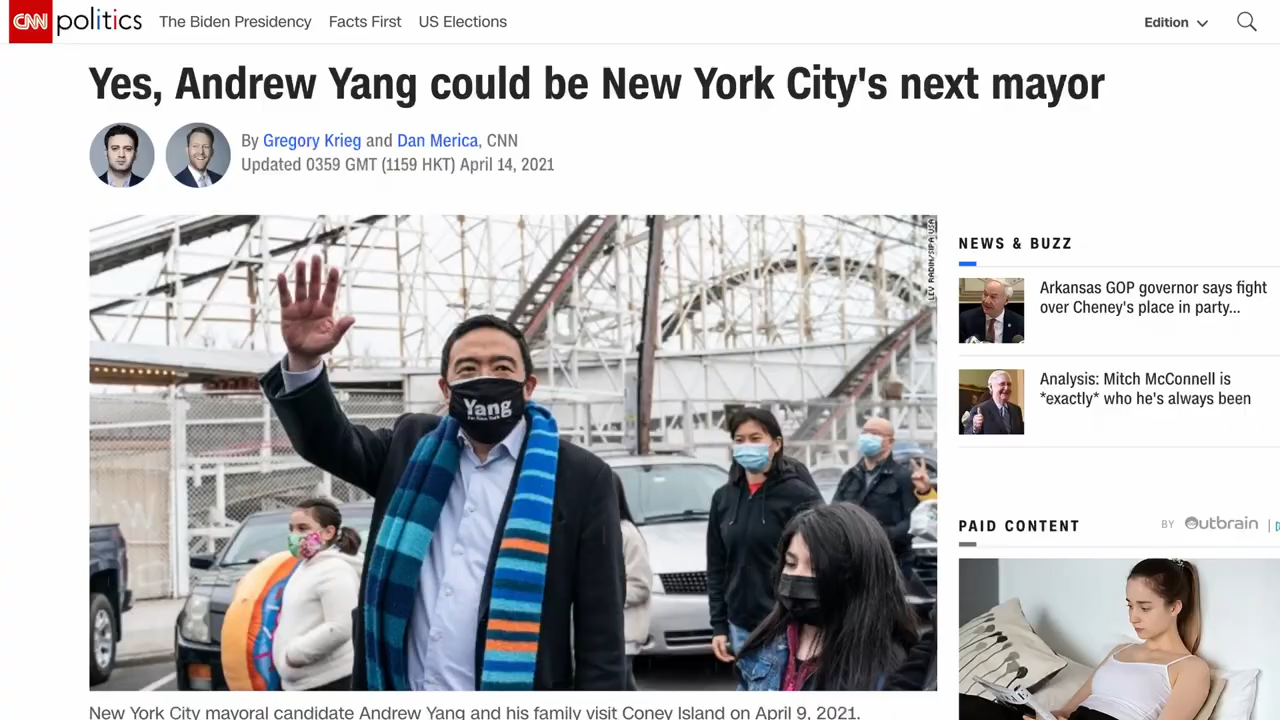 CNN politics The Biden Presidency Facts First US Elections Edition
Yes, Andrew Yang could be New York City's next mayor
By Gregory Krieg and Dan Merica, CNN
Updated 0359 GMT (1159 HKT) April 14, 2021
LEV RADIN/SIPA USA
Yang
New York City mayoral candidate Andrew Yang and his family visit Coney Island on April 9, 2021.
NEWS & BUZZ
Arkansas GOP governor says fight
over Cheney's place in party...
Analysis: Mitch McConnell is
*exactly* who he's always been
PAID CONTENT
BY Outbrain |